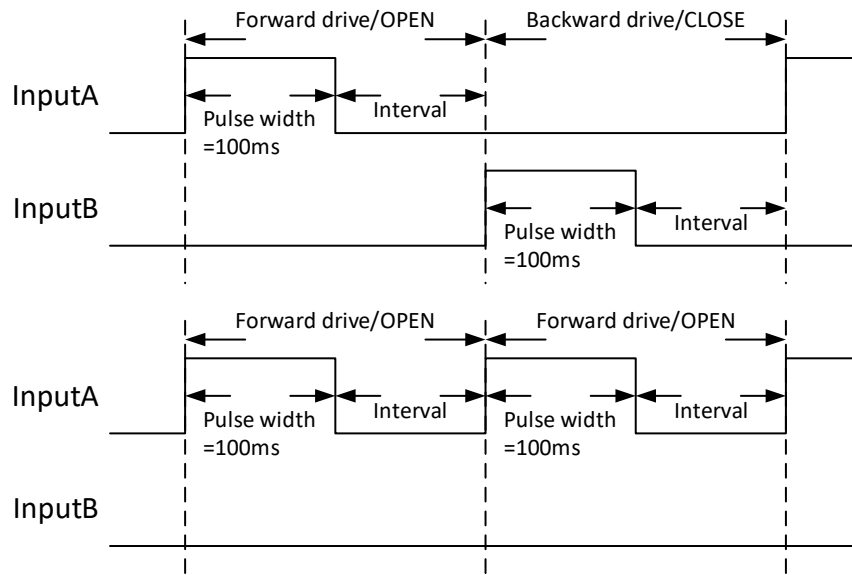 Forward drive/OPEN
Backward drive/CLOSE
InputA
Pulse width
=100ms
Interval
InputB
Pulse width
=100ms
Interval
Forward drive/OPEN
Forward drive/OPEN
InputA
Pulse width
=100ms
Interval
Pulse width
=100ms
Interval
InputB